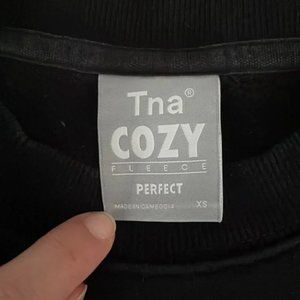 Tna®
COZY
FLEECE
PERFECT
MADE IN CAMBODIA XS